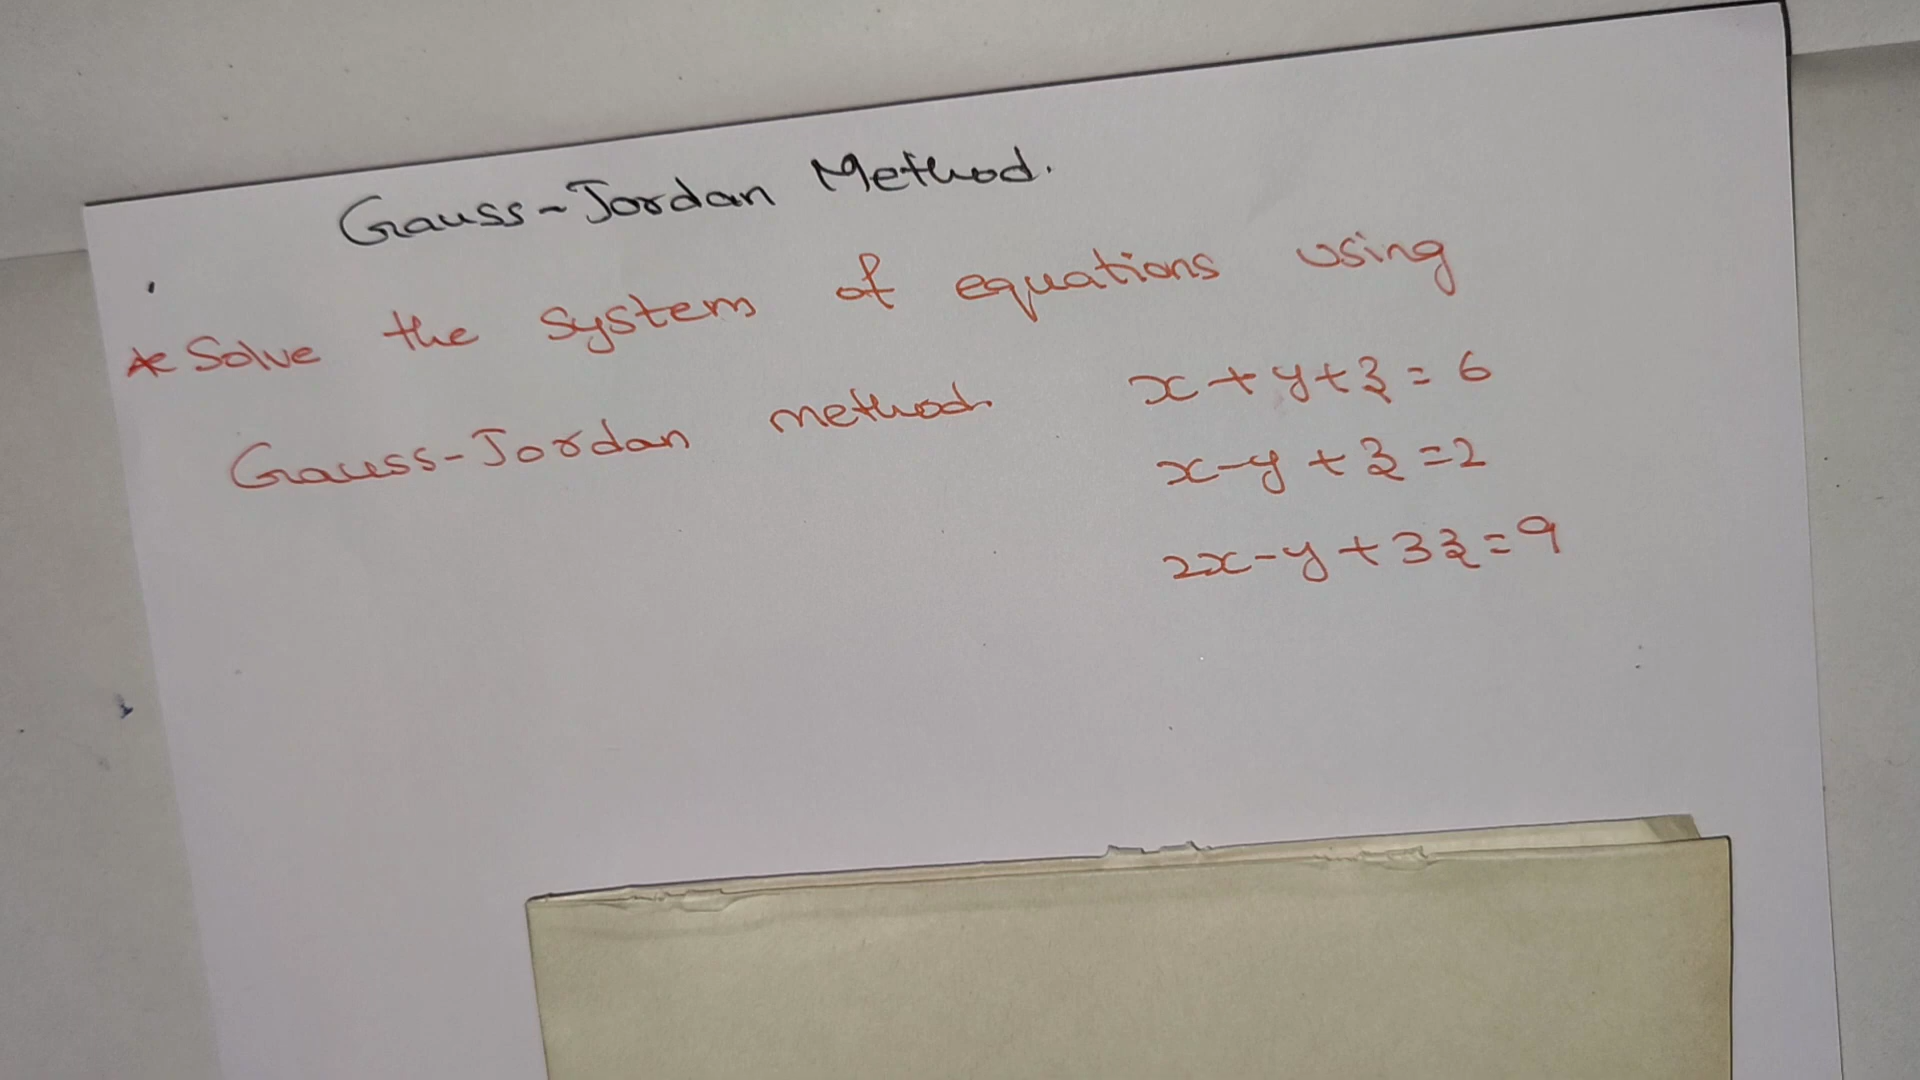 Gauss-Jordan Method.
* Solve the system of equations using
Gauss-Jordan method. x+y+z=6
x-y+z=2
2x-y+3z=9